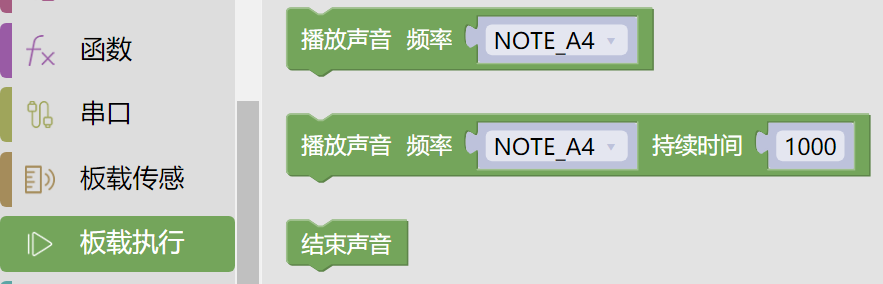 函数
串口
板载传感
板载执行
播放声音 频率 NOTE_A4
播放声音 频率 NOTE_A4 持续时间 1000
结束声音